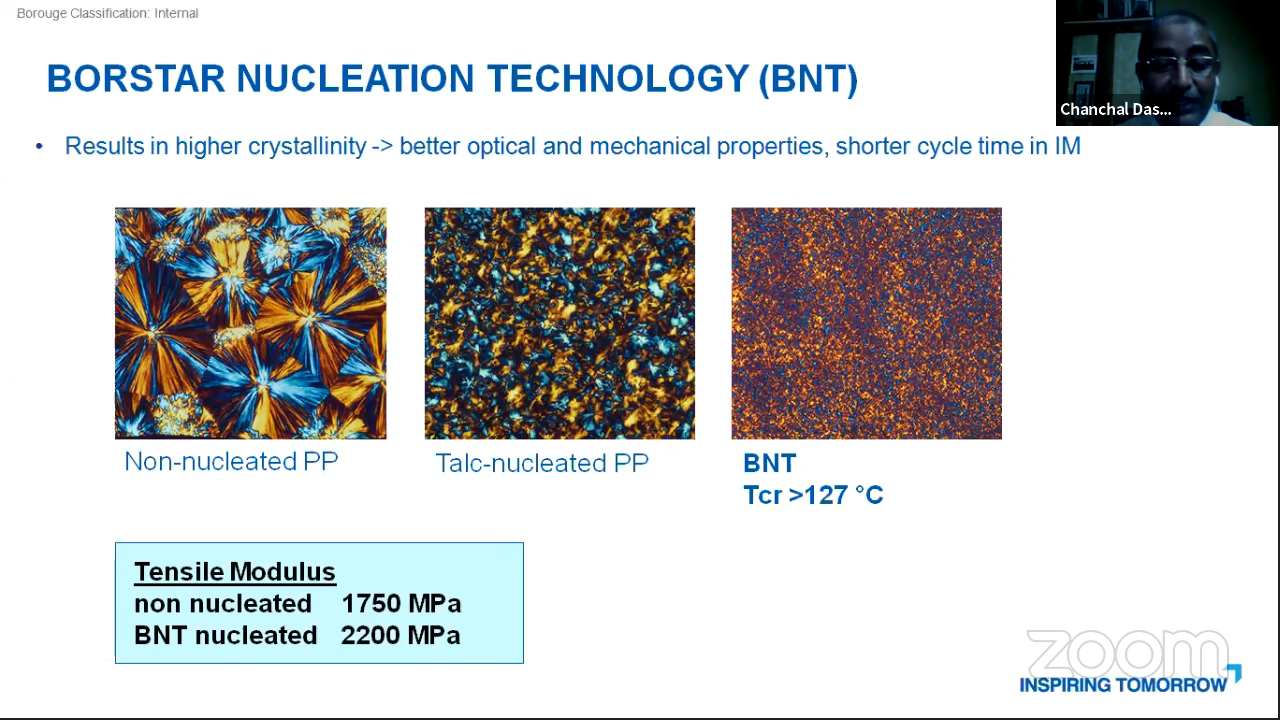 Borouge Classification: Internal
Chanchal Das...
BORSTAR NUCLEATION TECHNOLOGY (BNT)
• Results in higher crystallinity -> better optical and mechanical properties, shorter cycle time in IM
Non-nucleated PP
Talc-nucleated PP
BNT
Tcr >127 °C
Tensile Modulus
non nucleated 1750 MPa
BNT nucleated 2200 MPa
zoom
INSPIRING TOMORROW